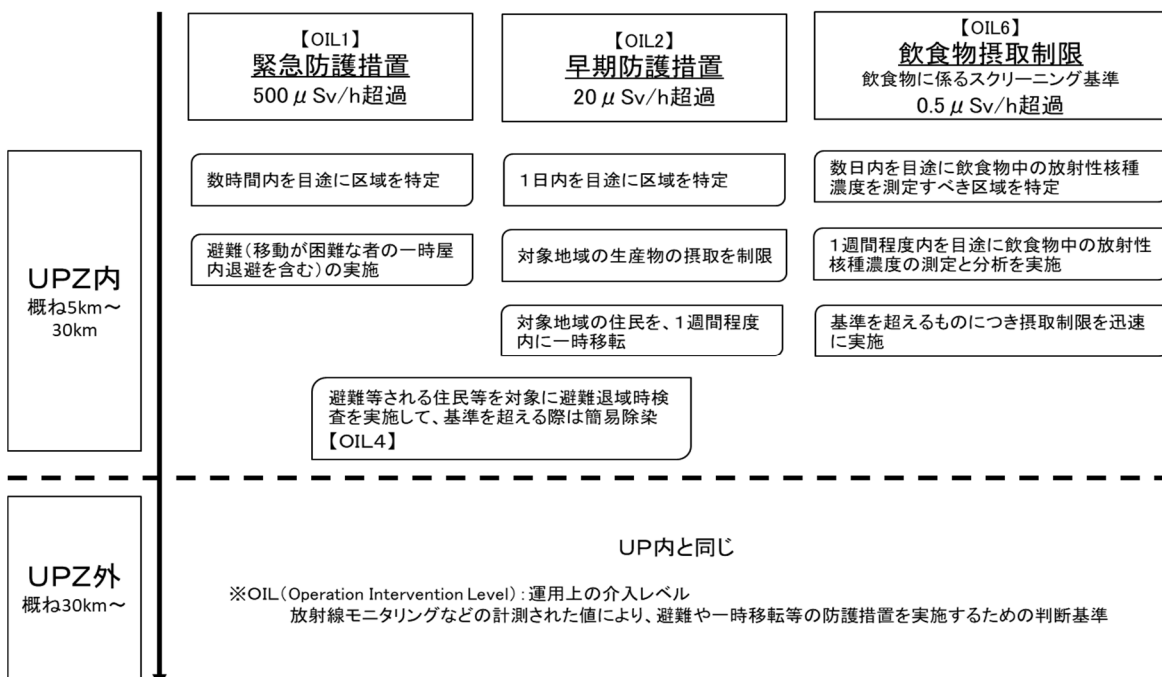 【OIL1】
緊急防護措置
500μSv/h超過
【OIL2】
早期防護措置
20μSv/h超過
【OIL6】
飲食物摂取制限
飲食物に係るスクリーニング基準
0.5μSv/h超過
UPZ内
概ね5km～
30km
数時間内を目途に区域を特定
避難(移動が困難な者の一時屋
内退避を含む)の実施
1日内を目途に区域を特定
対象地域の生産物の摂取を制限
対象地域の住民を、1週間程度
内に一時移転
数日内を目途に飲食物中の放射性核種
濃度を測定すべき区域を特定
1週間程度内を目途に飲食物中の放射性
核種濃度の測定と分析を実施
基準を超えるものにつき摂取制限を迅速
に実施
避難等される住民等を対象に避難退域時検
査を実施して、基準を超える際は簡易除染
【OIL4】
UPZ外
概ね30km～
UP内と同じ
※OIL(Operation Intervention Level):運用上の介入レベル
放射線モニタリングなどの計測された値により、避難や一時移転等の防護措置を実施するための判断基準